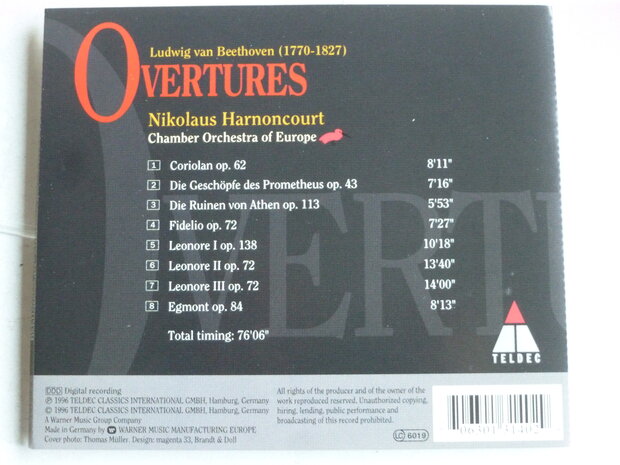 Ludwig van Beethoven (1770-1827)
OVERTURES
Nikolaus Harnoncourt
Chamber Orchestra of Europe
1 Coriolan op. 62 8'11"
2 Die Geschöpfe des Prometheus op. 43 7'16"
3 Die Ruinen von Athen op. 113 5'53"
4 Fidelio op. 72 7'27"
5 Leonore I op. 138 10'18"
6 Leonore II op. 72 13'40"
7 Leonore III op. 72 14'00"
8 Egmont op. 84 8'13"
Total timing: 76'06"
OVERTU
TELDEC
DDD Digital recording
℗ 1996 TELDEC CLASSICS INTERNATIONAL GMBH, Hamburg, Germany
© 1996 TELDEC CLASSICS INTERNATIONAL GMBH, Hamburg, Germany
A Warner Music Group Company
Made in Germany by WARNER MUSIC MANUFACTURING EUROPE
Cover photo: Thomas Müller. Design: magenta 33, Brandt & Doll
All rights of the producer and of the owner of the
work reproduced reserved. Unauthorized copying,
hiring, lending, public performance and
broadcasting of this record prohibited.
LC 6019